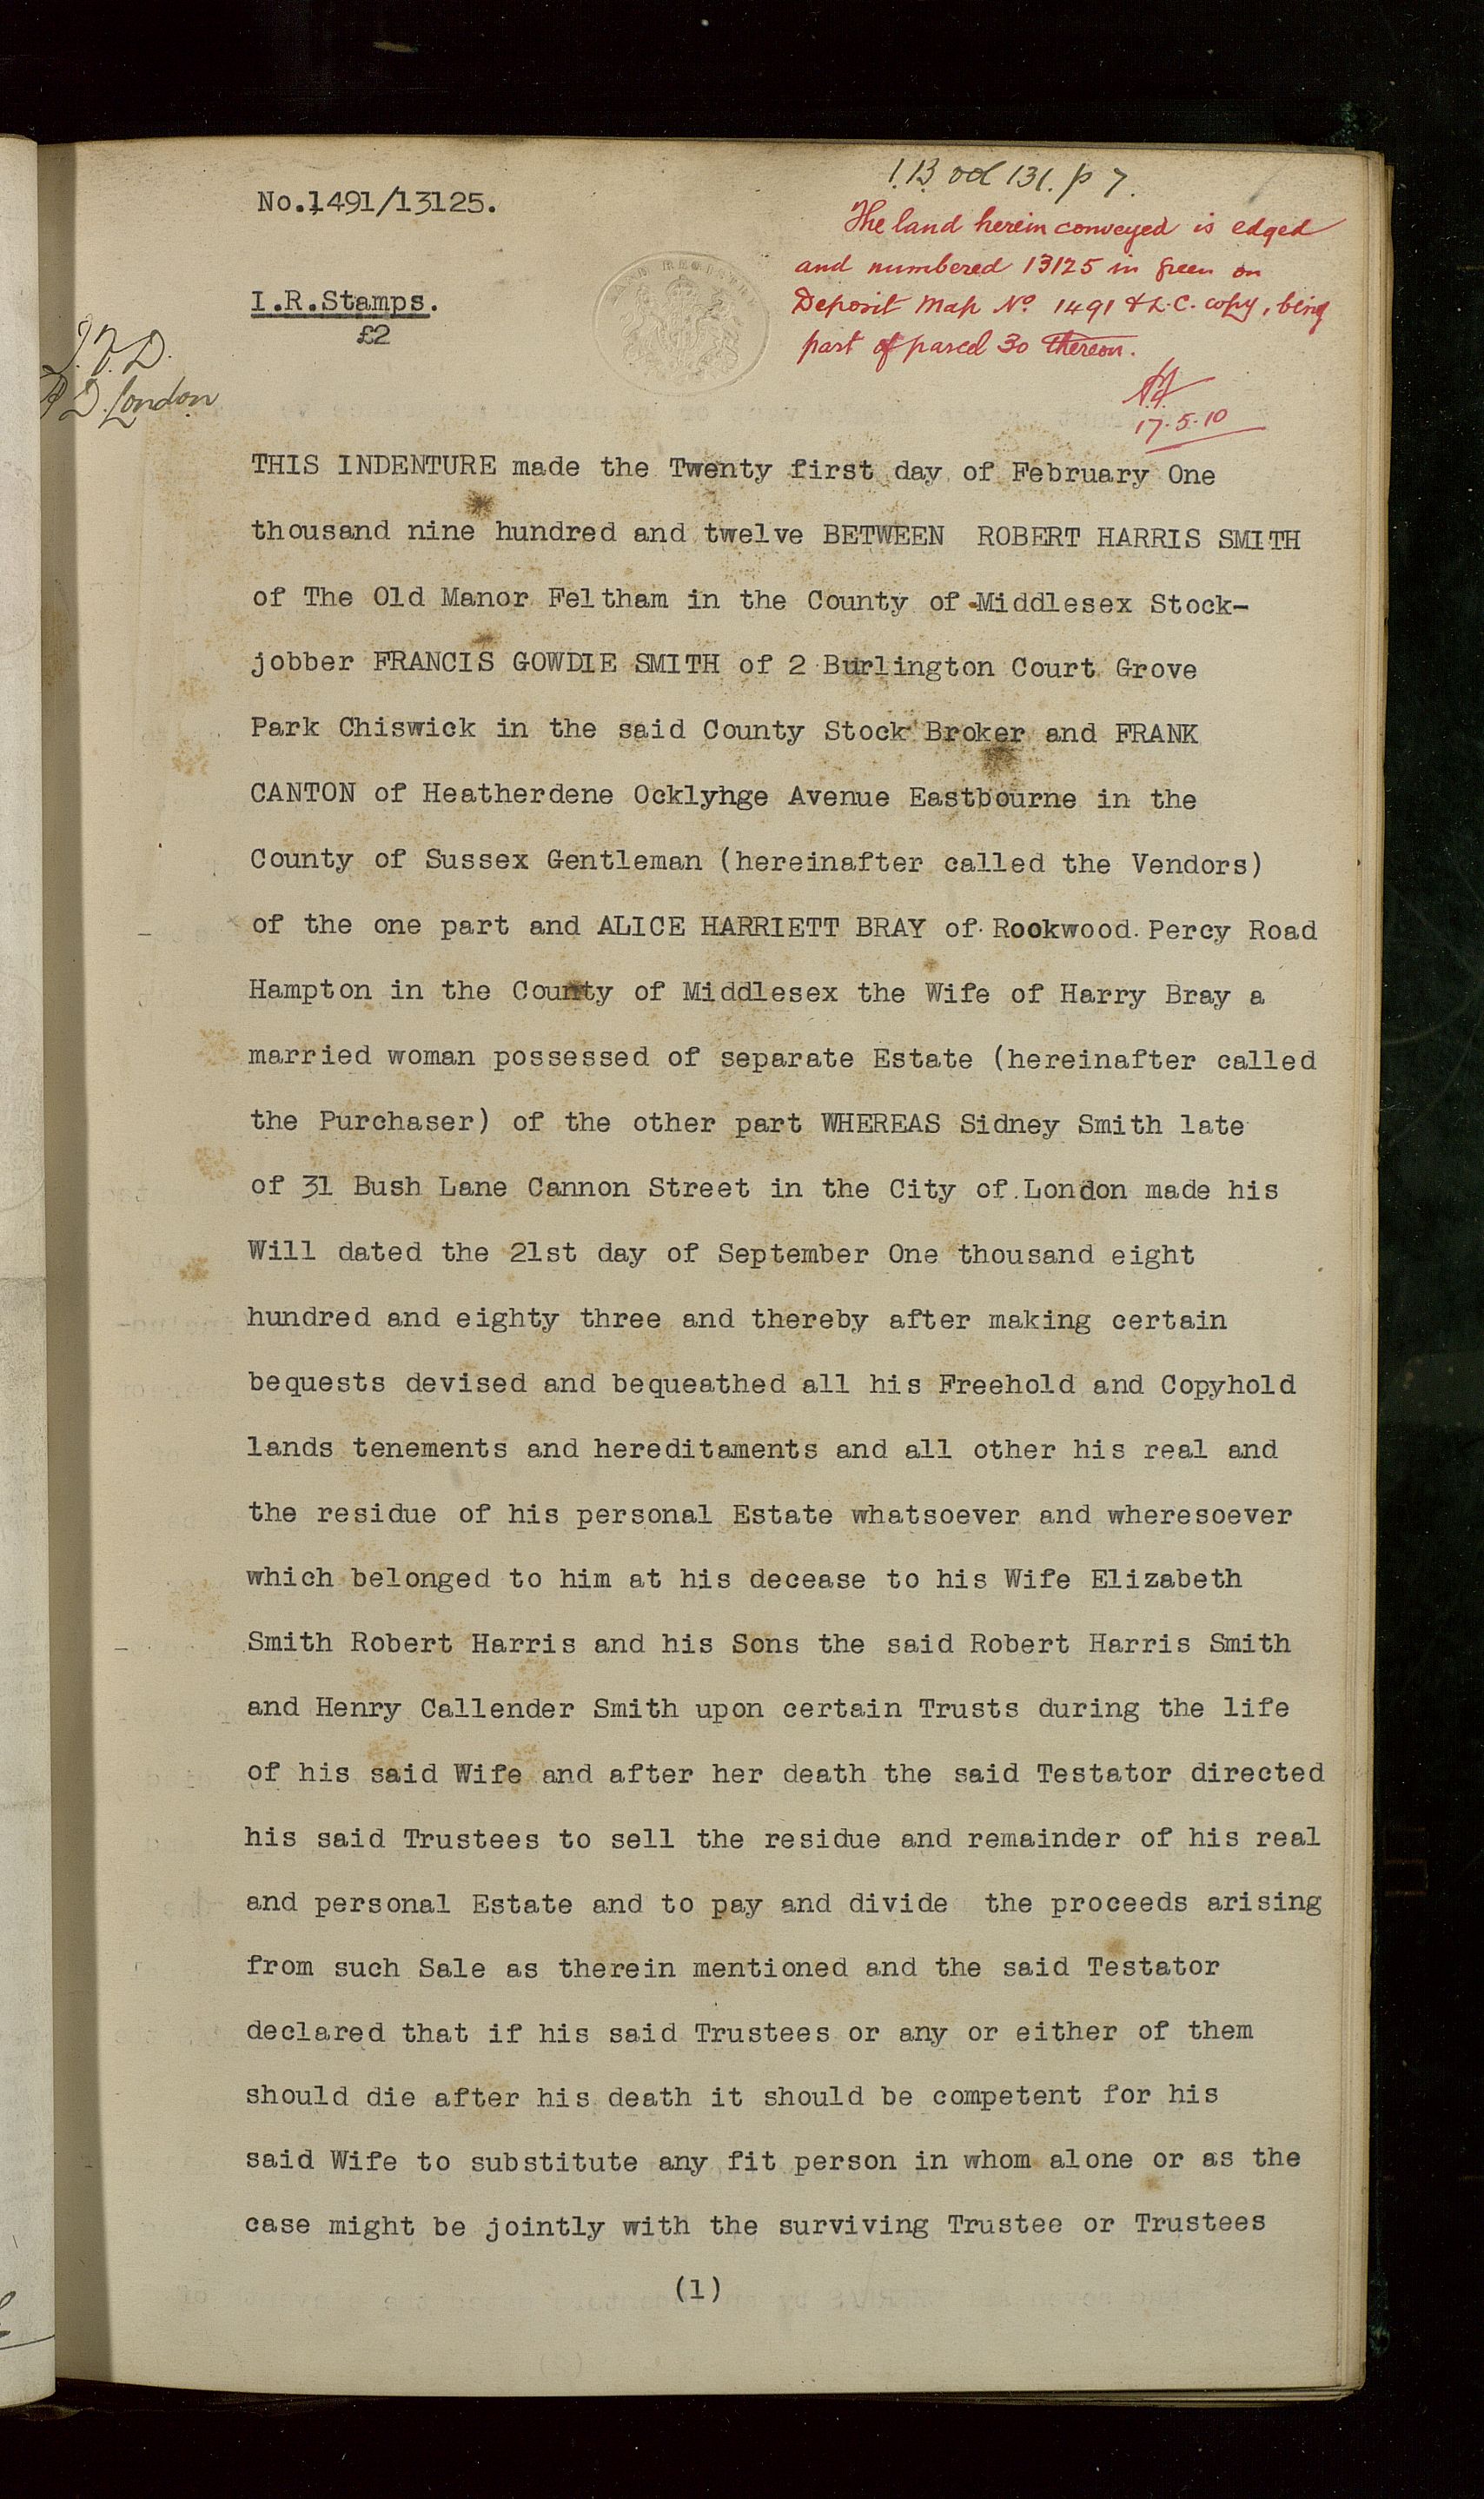 I.B vol 131. p 7.
No.1491/13125.
The land herein conveyed is edged
and numbered 13125 in green on
Deposit Map No 1491 & L.C. copy, being
part of parcel 30 thereon.
17.5.10
LAND REGISTRY
I.R.Stamps.
£2
London
THIS INDENTURE made the Twenty first day of February One
thousand nine hundred and twelve BETWEEN ROBERT HARRIS SMITH
of The Old Manor Feltham in the County of Middlesex Stock-
jobber FRANCIS GOWDIE SMITH of 2 Burlington Court Grove
Park Chiswick in the said County Stock Broker and FRANK
CANTON of Heatherdene Ocklyhge Avenue Eastbourne in the
County of Sussex Gentleman (hereinafter called the Vendors)
of the one part and ALICE HARRIETT BRAY of Rookwood Percy Road
Hampton in the County of Middlesex the Wife of Harry Bray a
married woman possessed of separate Estate (hereinafter called
the Purchaser) of the other part WHEREAS Sidney Smith late
of 31 Bush Lane Cannon Street in the City of London made his
Will dated the 21st day of September One thousand eight
hundred and eighty three and thereby after making certain
bequests devised and bequeathed all his Freehold and Copyhold
lands tenements and hereditaments and all other his real and
the residue of his personal Estate whatsoever and wheresoever
which belonged to him at his decease to his Wife Elizabeth
Smith Robert Harris and his Sons the said Robert Harris Smith
and Henry Callender Smith upon certain Trusts during the life
of his said Wife and after her death the said Testator directed
his said Trustees to sell the residue and remainder of his real
and personal Estate and to pay and divide the proceeds arising
from such Sale as therein mentioned and the said Testator
declared that if his said Trustees or any or either of them
should die after his death it should be competent for his
said Wife to substitute any fit person in whom alone or as the
case might be jointly with the surviving Trustee or Trustees
(1)